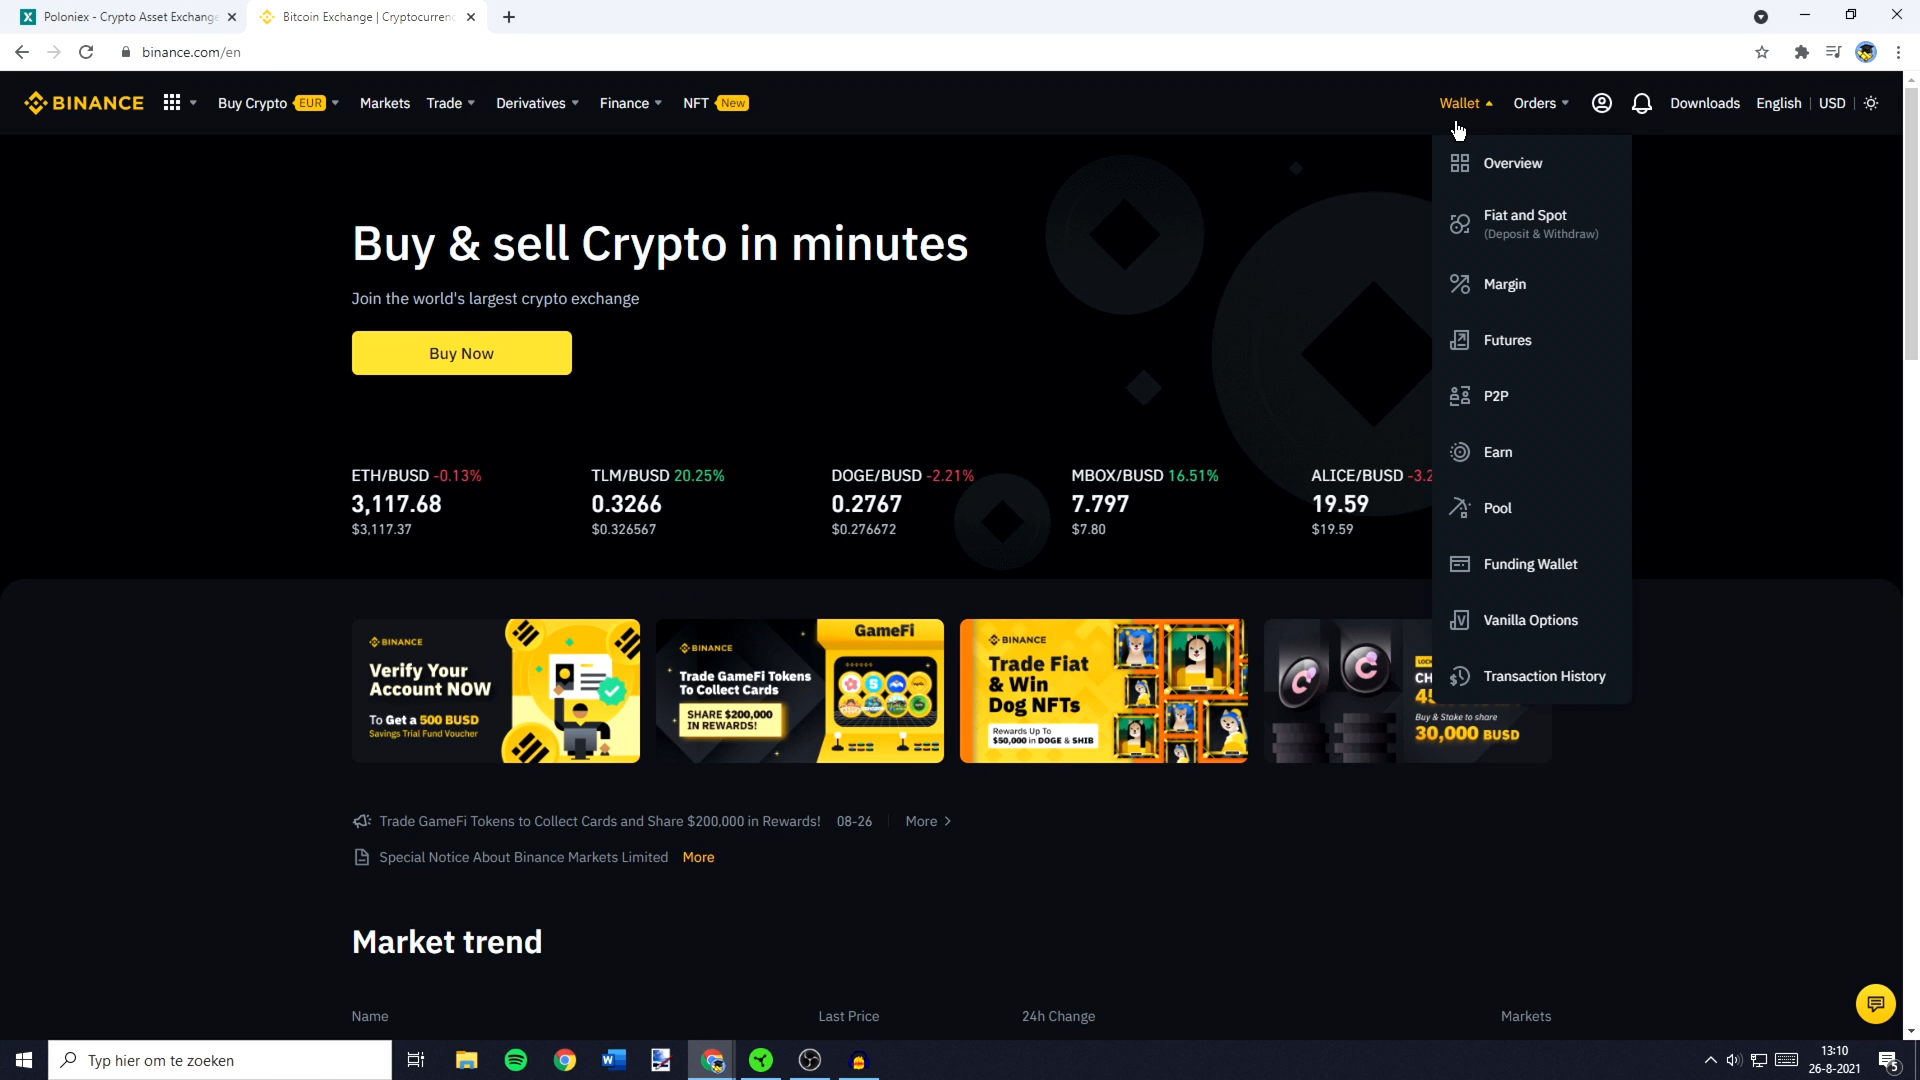 Poloniex - Crypto Asset Exchange
Bitcoin Exchange | Cryptocurrenc
binance.com/en
BINANCE
Buy Crypto EUR
Markets
Trade
Derivatives
Finance
NFT New
Wallet
Orders
Downloads
English
USD
Overview
Fiat and Spot
(Deposit & Withdraw)
Margin
Futures
P2P
Earn
Pool
Funding Wallet
Vanilla Options
Transaction History
Buy & sell Crypto in minutes
Join the world's largest crypto exchange
Buy Now
ETH/BUSD -0.13%
3,117.68
$3,117.37
TLM/BUSD 20.25%
0.3266
$0.326567
DOGE/BUSD -2.21%
0.2767
$0.276672
MBOX/BUSD 16.51%
7.797
$7.80
ALICE/BUSD -3.2
19.59
$19.59
BINANCE
Verify Your
Account NOW
To Get a 500 BUSD
Savings Trial Fund Voucher
BINANCE
GameFi
Trade GameFi Tokens
To Collect Cards
SHARE $200,000
IN REWARDS!
BINANCE
Trade Fiat
& Win
Dog NFTs
Rewards Up To
$50,000 in DOGE & SHIB
Buy & Stake to share
30,000 BUSD
Trade GameFi Tokens to Collect Cards and Share $200,000 in Rewards! 08-26
More >
Special Notice About Binance Markets Limited More
Market trend
Name
Last Price
24h Change
Markets
Typ hier om te zoeken
13:10
26-8-2021
5